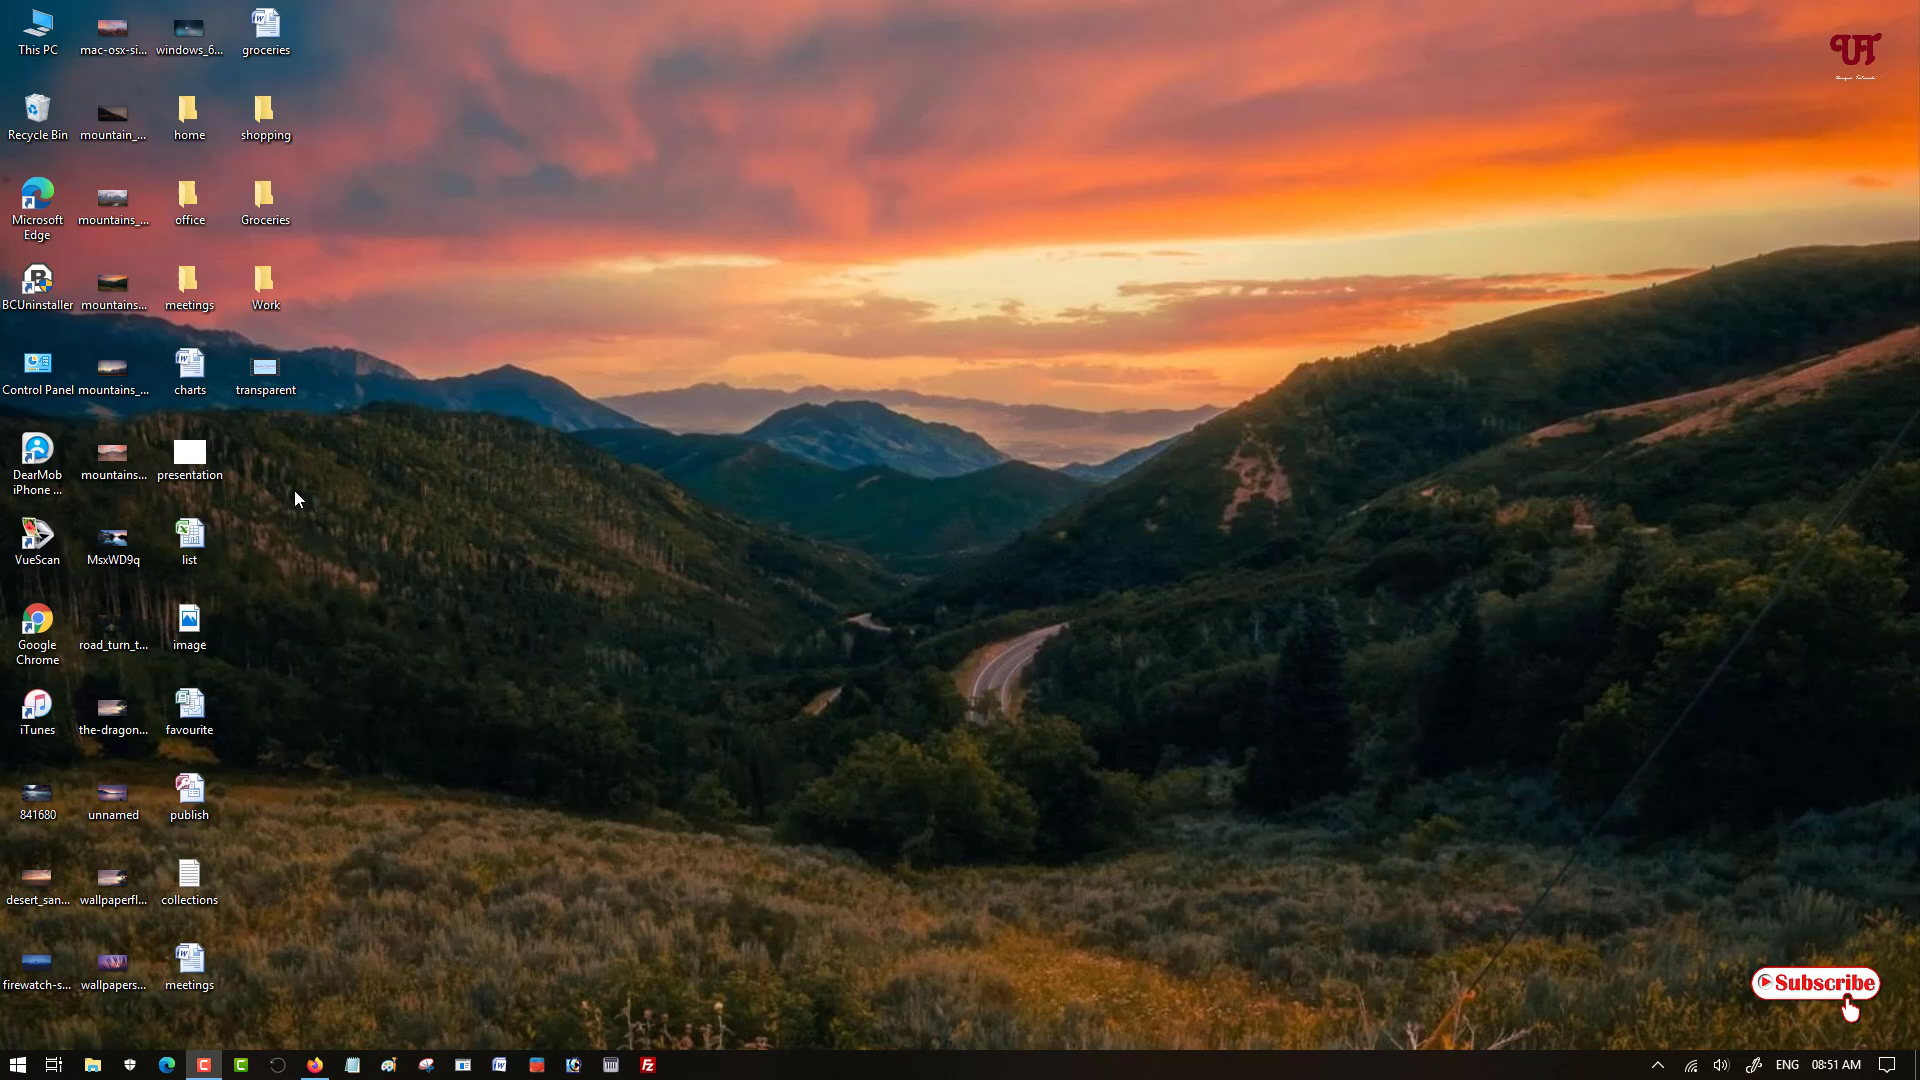 This PC
mac-osx-si...
windows_6...
groceries
Recycle Bin
mountain_...
home
shopping
Microsoft
Edge
mountains_...
office
Groceries
BCUninstaller
mountains...
meetings
Work
Control Panel
mountains_...
charts
transparent
DearMob
iPhone ...
mountains...
presentation
VueScan
MsxWD9q
list
Google
Chrome
road_turn_t...
image
iTunes
the-dragon...
favourite
841680
unnamed
publish
desert_san...
wallpaperfl...
collections
firewatch-s...
wallpapers...
meetings
UT
Subscribe
ENG
08:51 AM